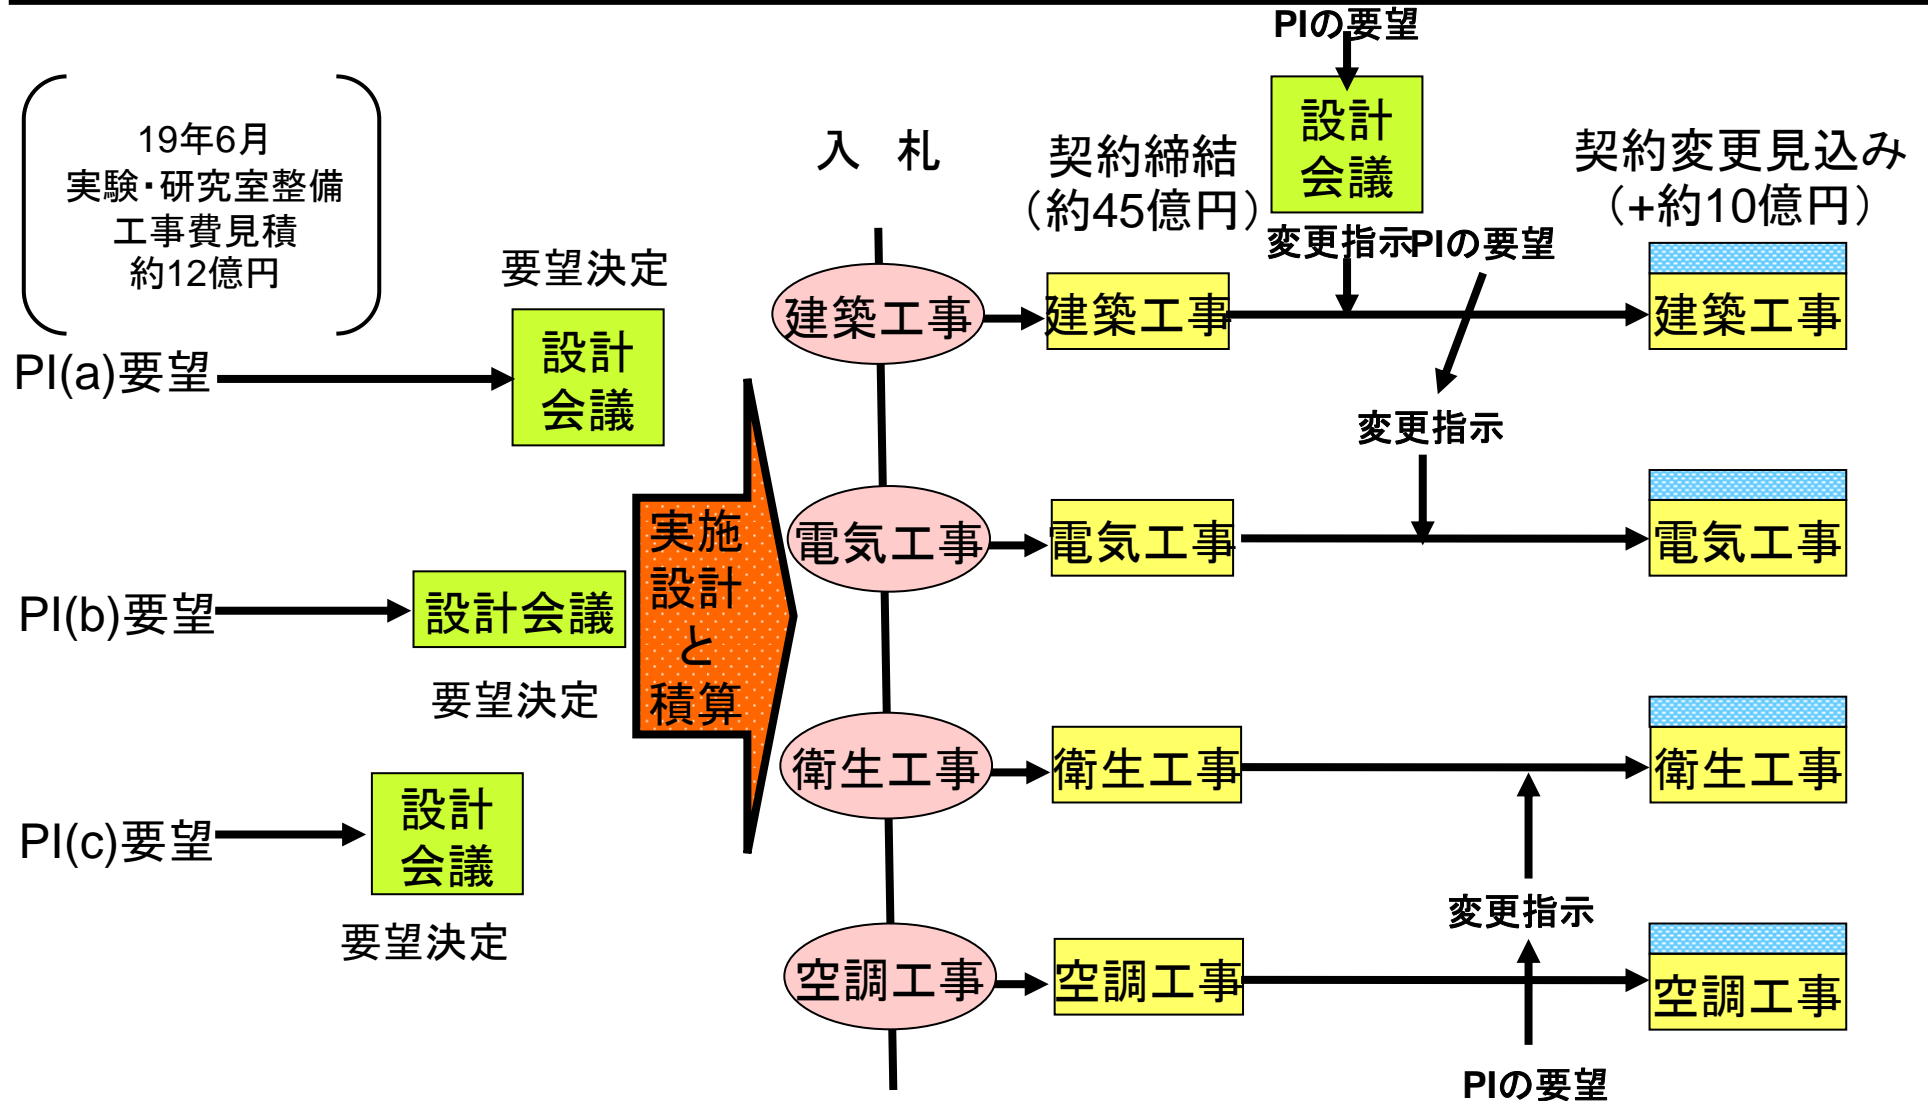 PIの要望
19年6月
実験・研究室整備
工事費見積
約12億円
入 札
契約締結
（約45億円）
設計
会議
契約変更見込み
（+約10億円）
要望決定
変更指示
PIの要望
PI(a)要望
設計
会議
建築工事
建築工事
建築工事
変更指示
実施
設計
と
積算
電気工事
電気工事
電気工事
PI(b)要望
設計会議
要望決定
衛生工事
衛生工事
衛生工事
PI(c)要望
設計
会議
要望決定
変更指示
空調工事
空調工事
空調工事
PIの要望